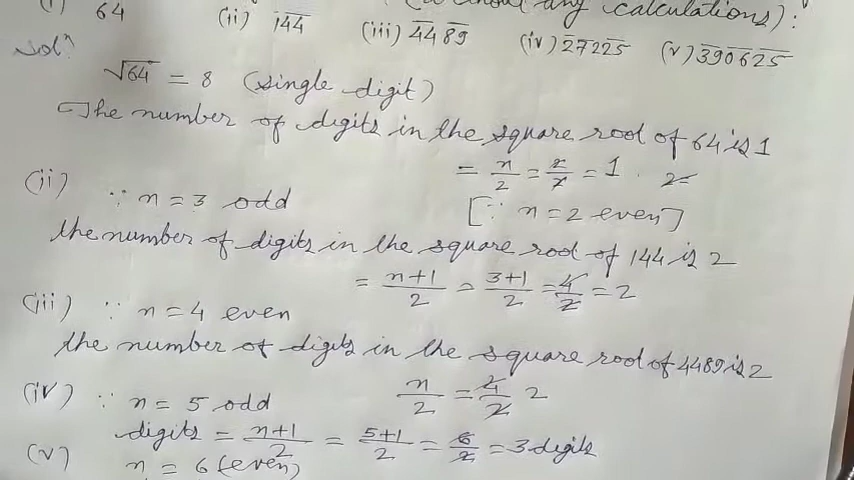 (without any calculations):
(i) 64 (ii) 144 (iii) 4489 (iv) 27225 (v) 390625
Solⁿ
√64 = 8 (single digit)
The number of digits in the square root of 64 is 1
= n/2 = 2/2 = 1
(ii) ∵ n = 3 odd [∵ n = 2 even]
the number of digits in the square root of 144 is 2
= n+1/2 = 3+1/2 = 4/2 = 2
(iii) ∵ n = 4 even
the number of digits in the square root of 4489 is 2
n/2 = 4/2 2
(iv) ∵ n = 5 odd
digits = n+1/2 = 5+1/2 = 6/2 = 3 digits
(v) n = 6 (even)